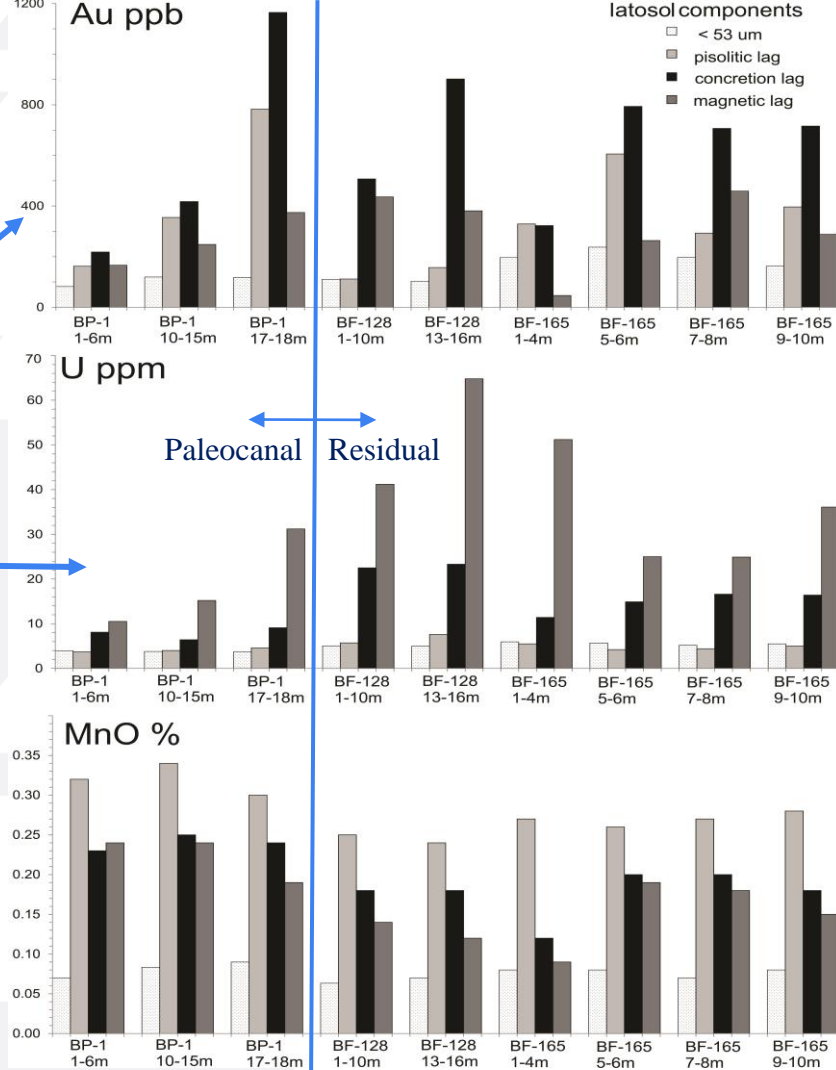 1200
Au ppb
latosol components
< 53 um
pisolitic lag
concretion lag
magnetic lag
800
400
0
BP-1 BP-1 BP-1 BF-128 BF-128 BF-165 BF-165 BF-165 BF-165
1-6m 10-15m 17-18m 1-10m 13-16m 1-4m 5-6m 7-8m 9-10m
70
U ppm
60
50
Paleocanal Residual
40
30
20
10
0
BP-1 BP-1 BP-1 BF-128 BF-128 BF-165 BF-165 BF-165 BF-165
1-6m 10-15m 17-18m 1-10m 13-16m 1-4m 5-6m 7-8m 9-10m
MnO %
0.35
0.30
0.25
0.20
0.15
0.10
0.05
0.00
BP-1 BP-1 BP-1 BF-128 BF-128 BF-165 BF-165 BF-165 BF-165
1-6m 10-15m 17-18m 1-10m 13-16m 1-4m 5-6m 7-8m 9-10m